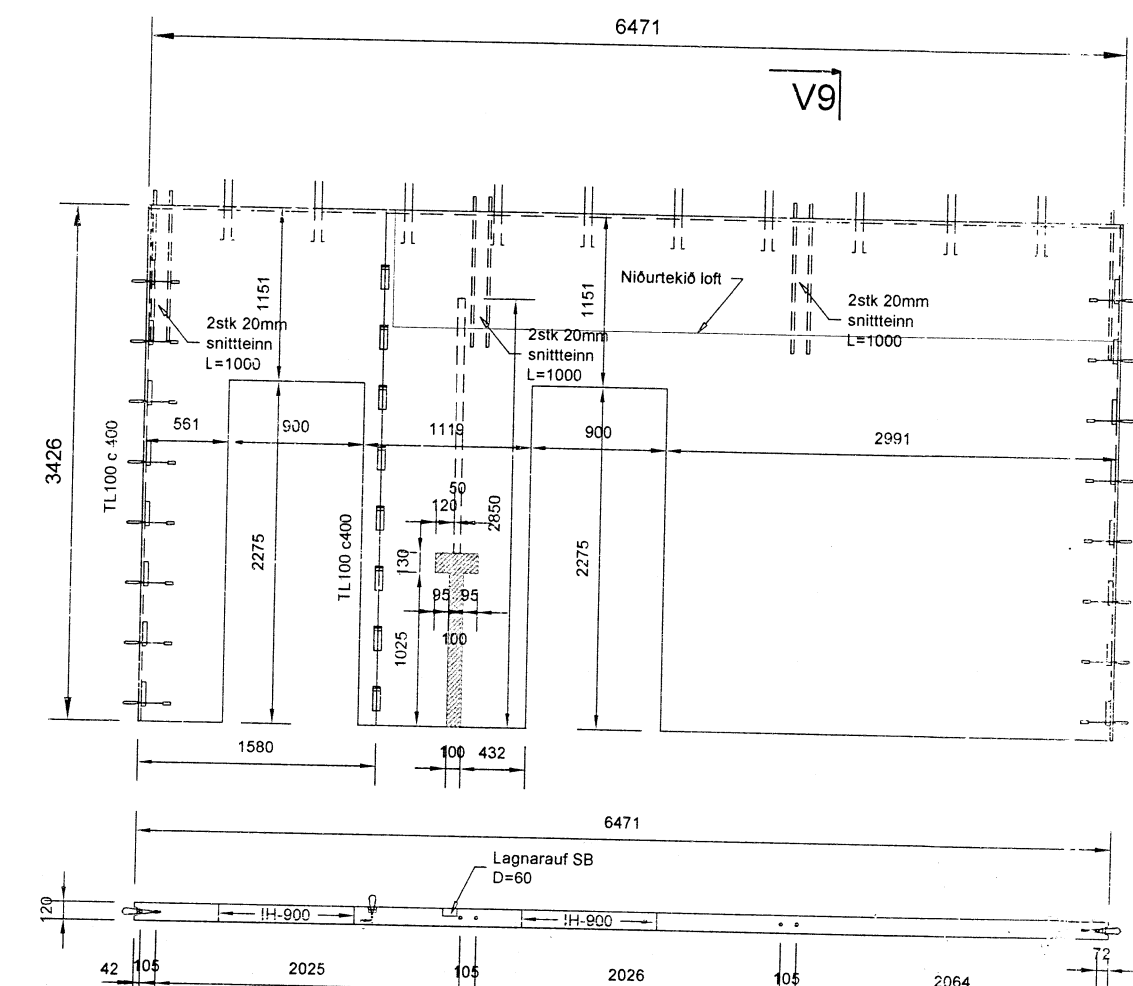 6471
V9
1151
1151
Niðurtekið loft
2stk 20mm
snittteinn
L=1000
2stk 20mm
snittteinn
L=1000
2stk 20mm
snittteinn
L=1000
561
900
1119
900
2991
3426
TL100 c 400
2275
TL100 c400
50
120
2850
130
95
95
100
1025
2275
1580
100
432
6471
Lagnarauf SB
D=60
120
!H-900
!H-900
42
105
2025
105
2026
105
2064
72